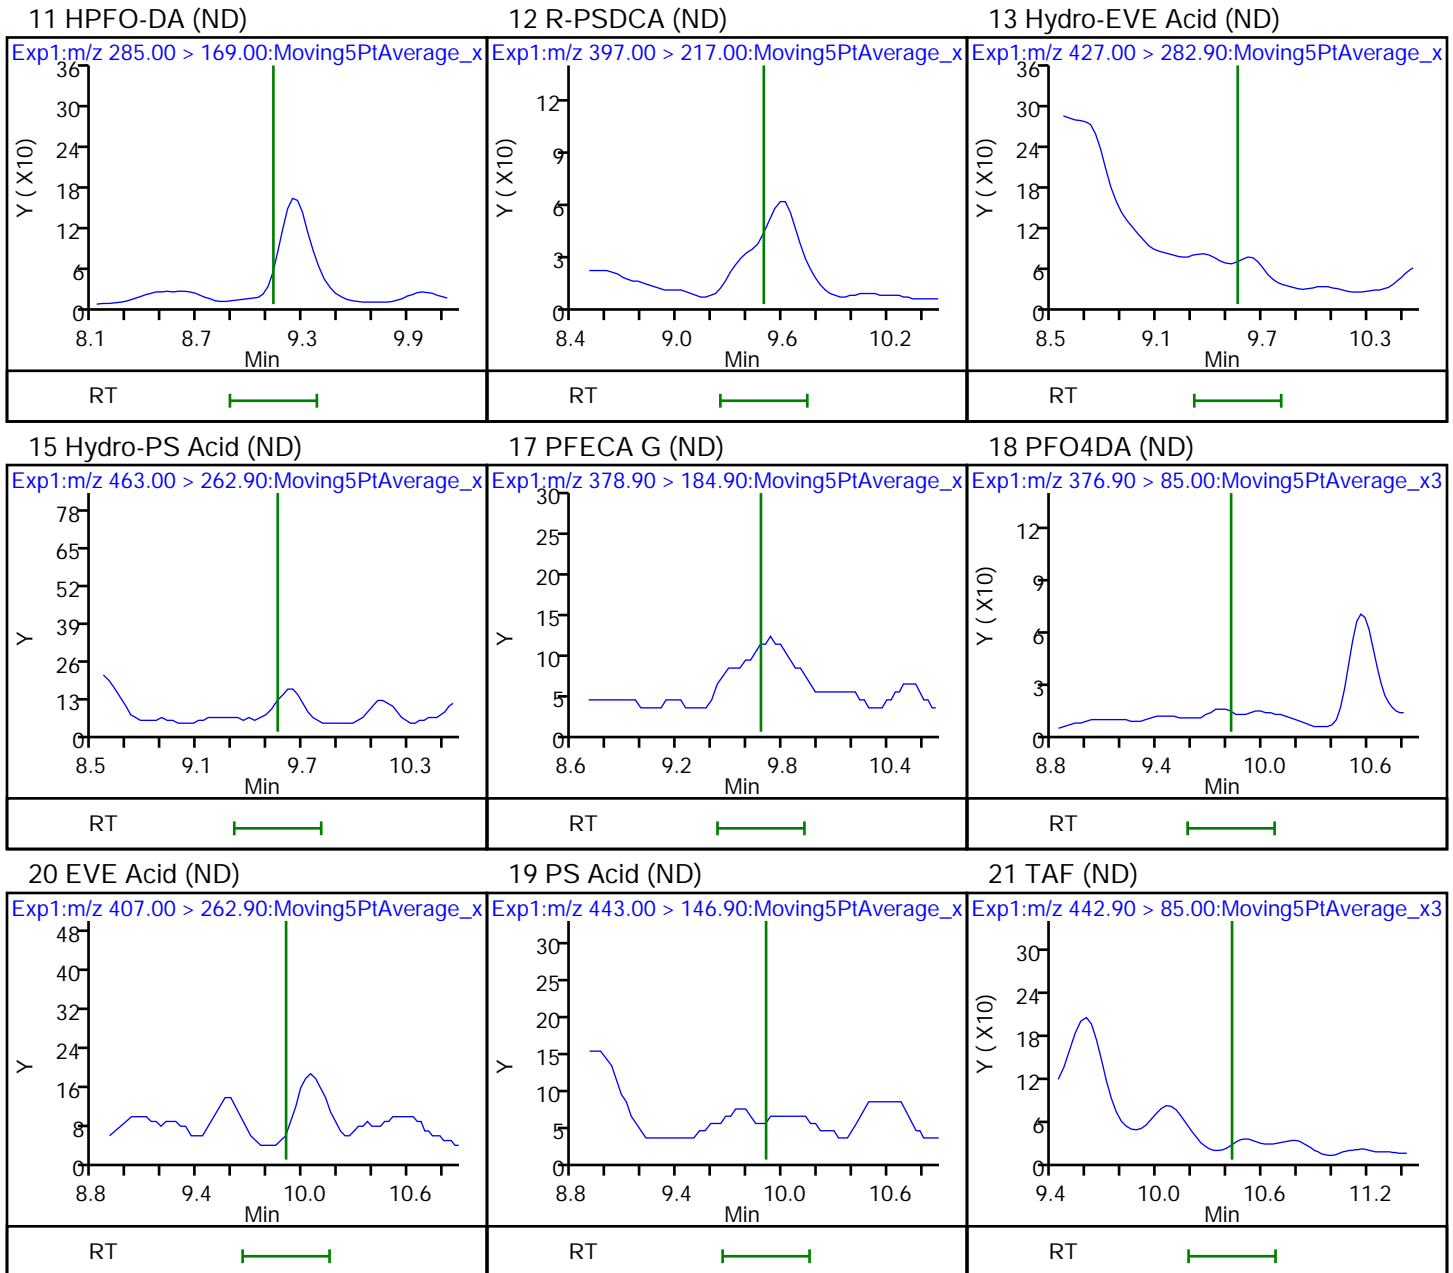 11 HPFO-DA (ND)
Exp1:m/z 285.00 > 169.00:Moving5PtAverage_x
Y ( X10)
36
30
24
18
12
6
0
8.1 8.7 9.3 9.9
Min
RT
12 R-PSDCA (ND)
Exp1:m/z 397.00 > 217.00:Moving5PtAverage_x
Y ( X10)
12
9
6
3
0
8.4 9.0 9.6 10.2
Min
RT
13 Hydro-EVE Acid (ND)
Exp1:m/z 427.00 > 282.90:Moving5PtAverage_x
Y ( X10)
36
30
24
18
12
6
0
8.5 9.1 9.7 10.3
Min
RT
15 Hydro-PS Acid (ND)
Exp1:m/z 463.00 > 262.90:Moving5PtAverage_x
Y
78
65
52
39
26
13
0
8.5 9.1 9.7 10.3
Min
RT
17 PFECA G (ND)
Exp1:m/z 378.90 > 184.90:Moving5PtAverage_x
Y
30
25
20
15
10
5
0
8.6 9.2 9.8 10.4
Min
RT
18 PFO4DA (ND)
Exp1:m/z 376.90 > 85.00:Moving5PtAverage_x3
Y ( X10)
12
9
6
3
0
8.8 9.4 10.0 10.6
Min
RT
20 EVE Acid (ND)
Exp1:m/z 407.00 > 262.90:Moving5PtAverage_x
Y
48
40
32
24
16
8
0
8.8 9.4 10.0 10.6
Min
RT
19 PS Acid (ND)
Exp1:m/z 443.00 > 146.90:Moving5PtAverage_x
Y
30
25
20
15
10
5
0
8.8 9.4 10.0 10.6
Min
RT
21 TAF (ND)
Exp1:m/z 442.90 > 85.00:Moving5PtAverage_x3
Y ( X10)
30
24
18
12
6
0
9.4 10.0 10.6 11.2
Min
RT